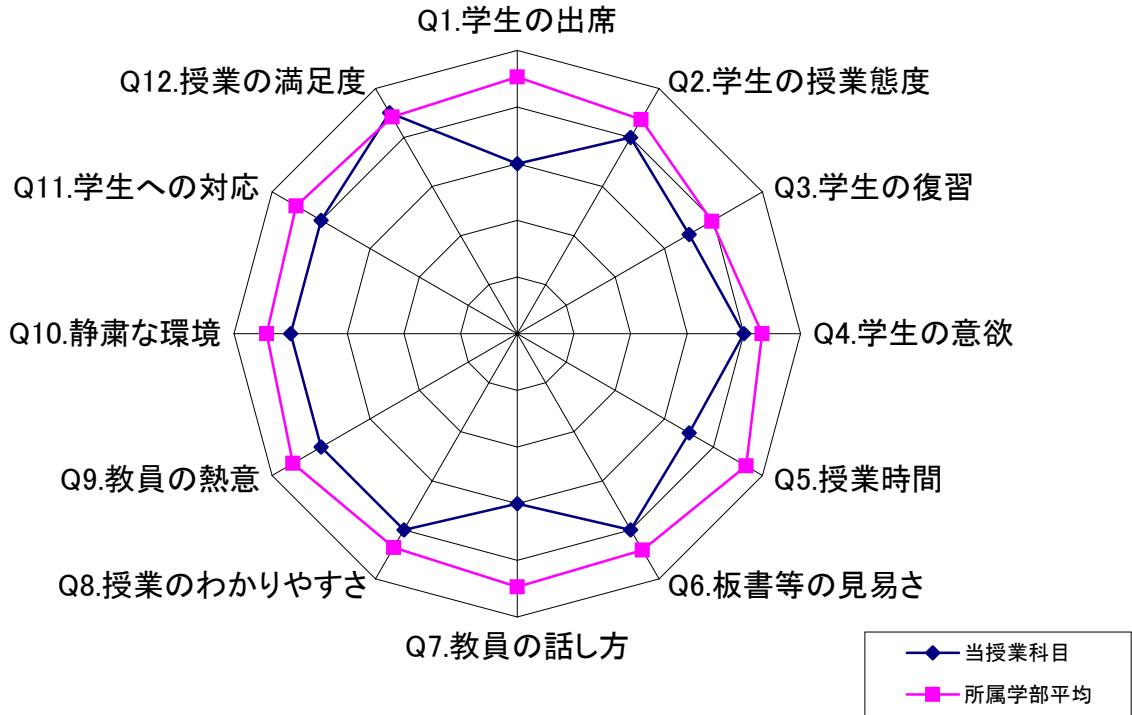 Q1.学生の出席
Q2.学生の授業態度
Q3.学生の復習
Q4.学生の意欲
Q5.授業時間
Q6.板書等の見易さ
Q7.教員の話し方
Q8.授業のわかりやすさ
Q9.教員の熱意
Q10.静粛な環境
Q11.学生への対応
Q12.授業の満足度
当授業科目
所属学部平均